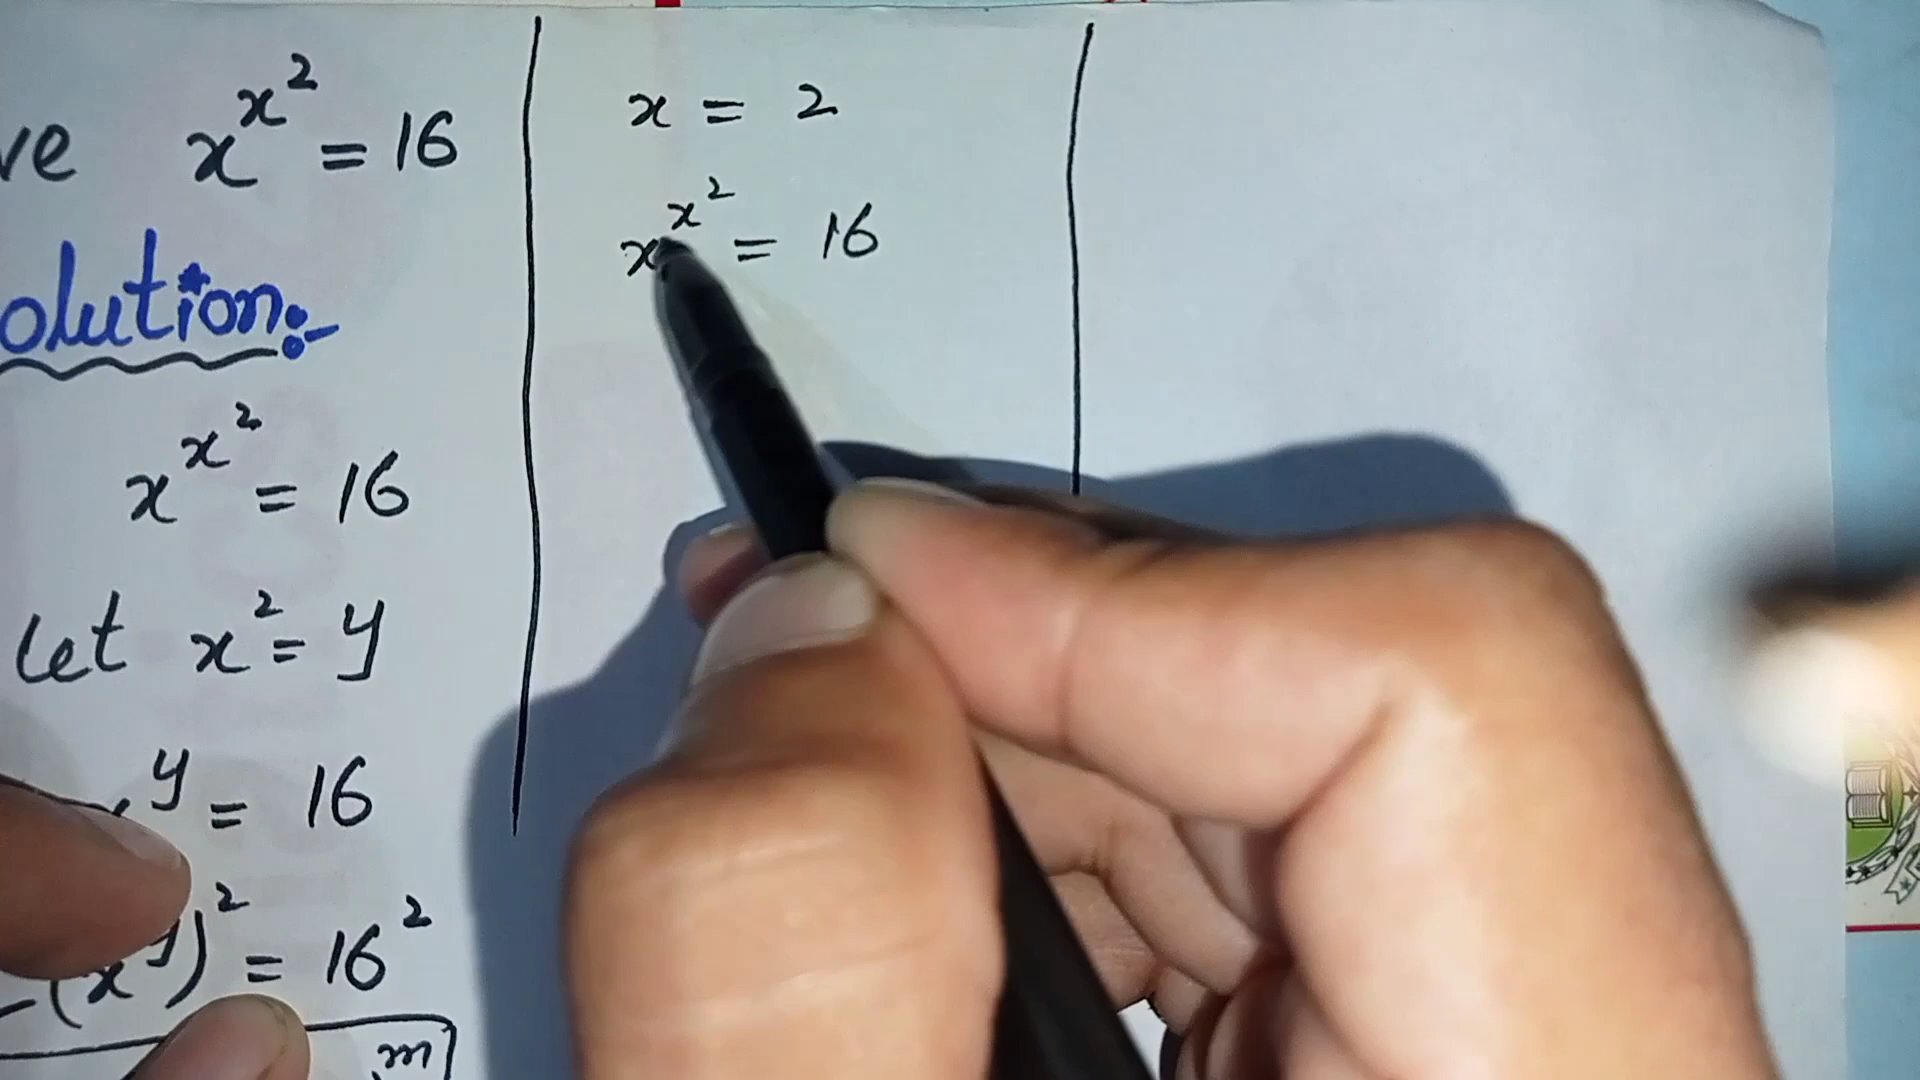 ve x^x^2 = 16
olution:-
x^x^2 = 16
Let x^2 = y
y = 16
(x^y)^2 = 16^2
m
x = 2
x^x^2 = 16